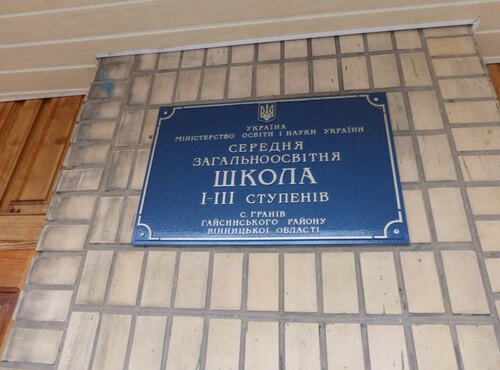 УКРАЇНА
МІНІСТЕРСТВО ОСВІТИ І НАУКИ УКРАЇНИ
СЕРЕДНЯ
ЗАГАЛЬНООСВІТНЯ
ШКОЛА
І-ІІІ СТУПЕНІВ
С. ГРАНІВ
ГАЙСИНСЬКОГО РАЙОНУ
ВІННИЦЬКОЇ ОБЛАСТІ